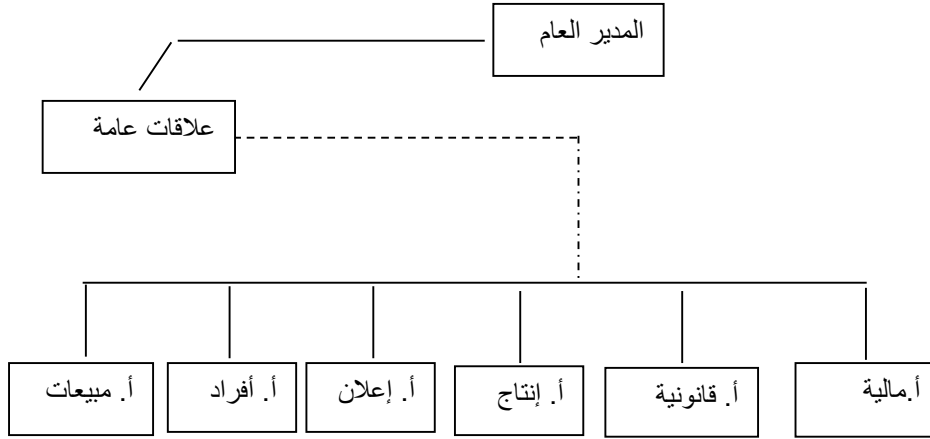 المدير العام
علاقات عامة
أ.مالية
أ. قانونية
أ. إنتاج
أ. إعلان
أ. أفراد
أ. مبيعات